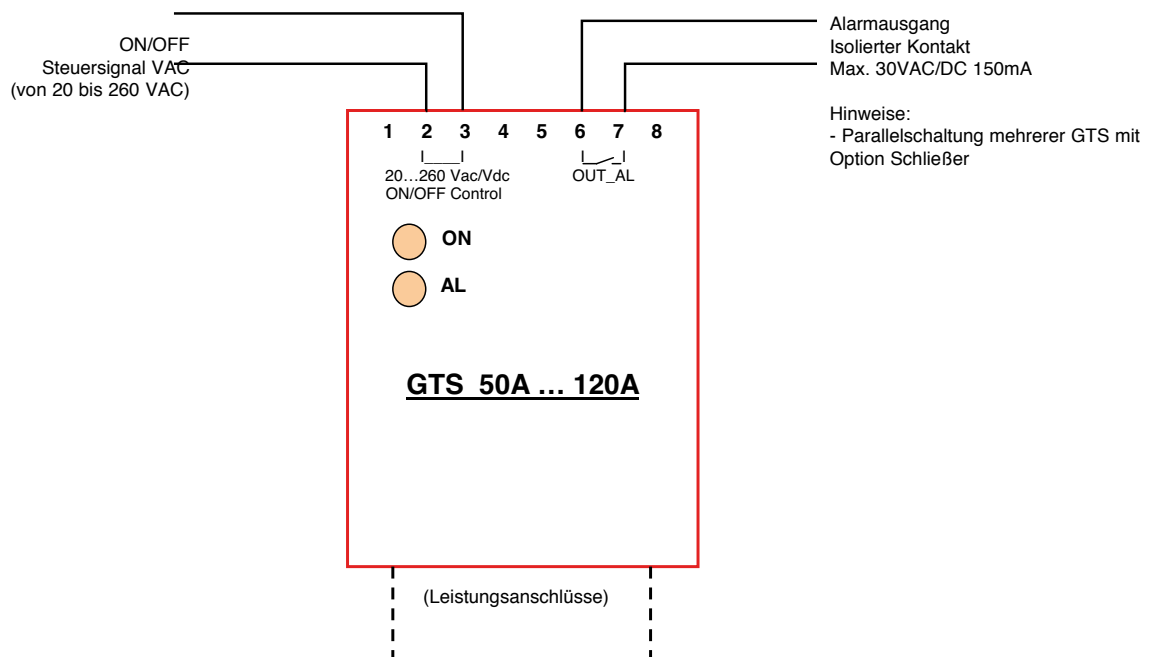 ON/OFF
Steuersignal VAC
(von 20 bis 260 VAC)
Alarmausgang
Isolierter Kontakt
Max. 30VAC/DC 150mA
Hinweise:
- Parallelschaltung mehrerer GTS mit
Option Schließer
1 2 3 4 5 6 7 8
20…260 Vac/Vdc
ON/OFF Control
OUT_AL
ON
AL
GTS 50A … 120A
(Leistungsanschlüsse)